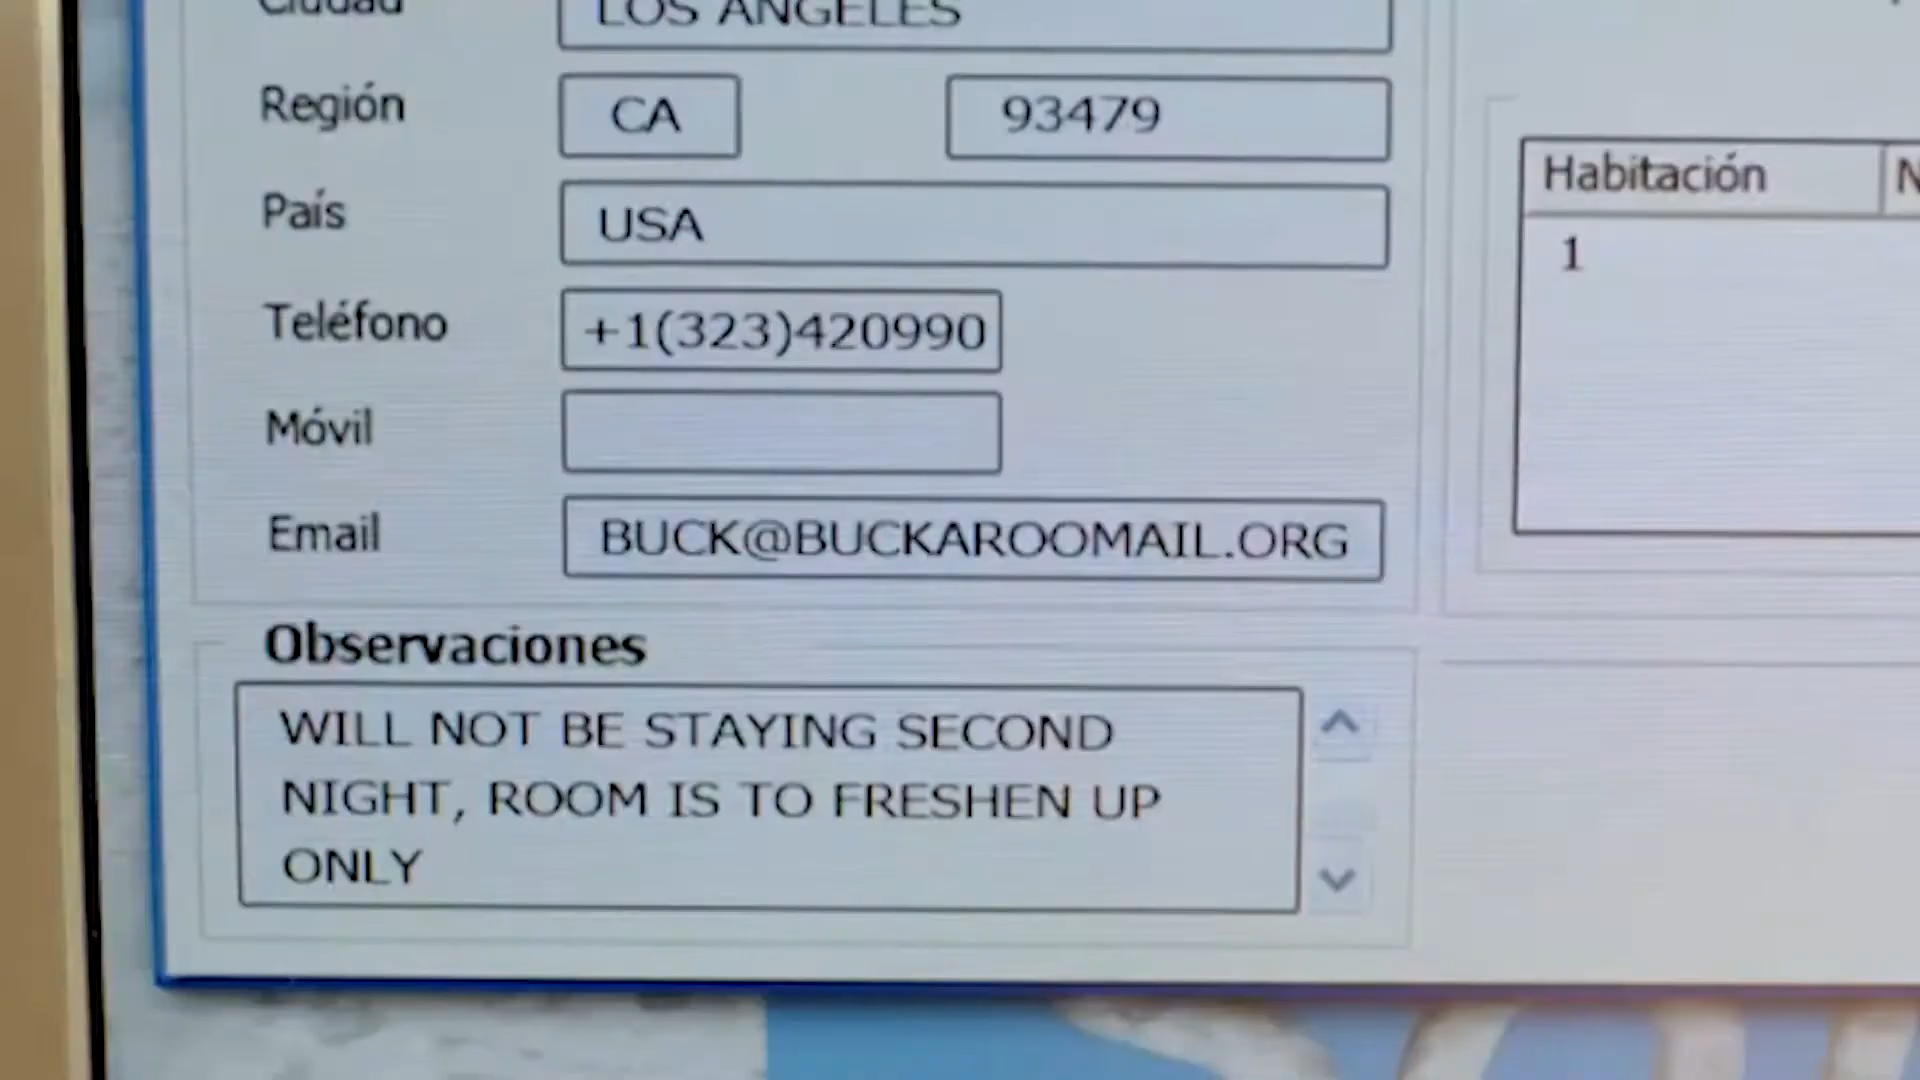 Ciudad LOS ANGELES
Región CA 93479
País USA
Teléfono +1(323)420990
Móvil
Email BUCK@BUCKAROOMAIL.ORG
Observaciones
WILL NOT BE STAYING SECOND
NIGHT, ROOM IS TO FRESHEN UP
ONLY
Habitación N
1